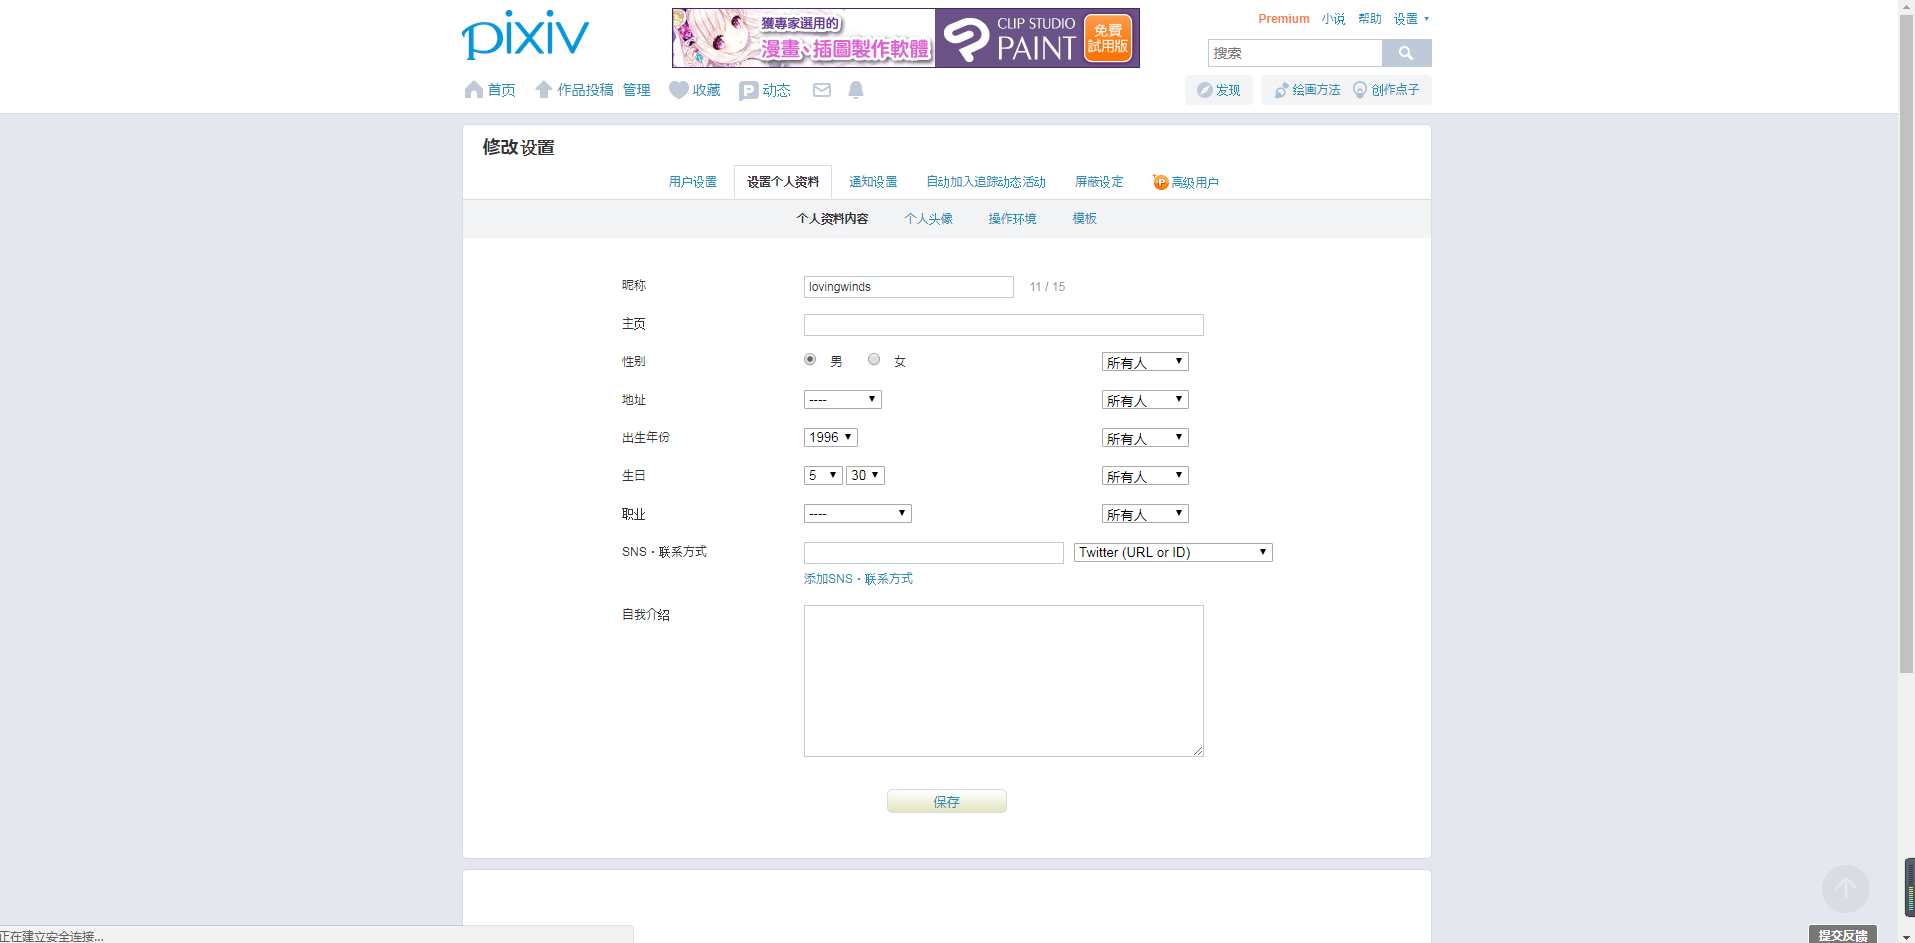 pixiv
獲專家選用的
漫畫、插圖製作軟體
CLIP STUDIO
PAINT
免費
試用版
Premium 小说 帮助 设置
搜索
首页 作品投稿 管理 收藏 动态 发现 绘画方法 创作点子
修改设置
用户设置 设置个人资料 通知设置 自动加入追踪动态活动 屏蔽设定 高级用户
个人资料内容 个人头像 操作环境 模板
昵称 lovingwinds 11 / 15
主页
性别 男 女 所有人
地址 ---- 所有人
出生年份 1996 所有人
生日 5 30 所有人
职业 ---- 所有人
SNS・联系方式 Twitter (URL or ID)
添加SNS・联系方式
自我介绍
保存
正在建立安全连接...
提交反馈